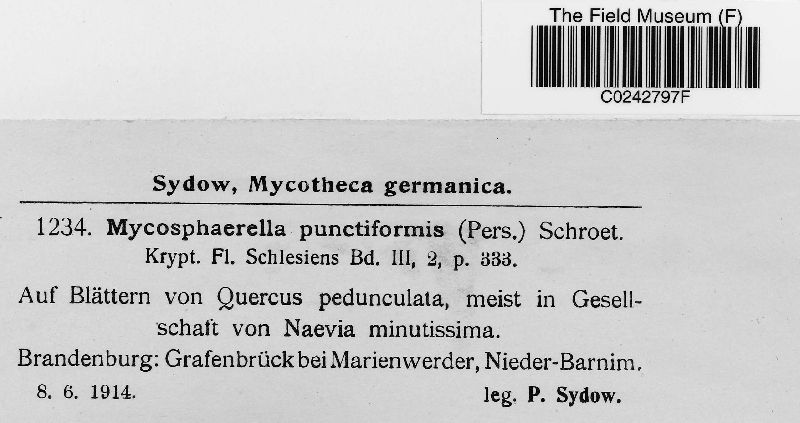 The Field Museum (F)
C0242797F
Sydow, Mycotheca germanica.
1234. Mycosphaerella punctiformis (Pers.) Schroet.
Krypt. Fl. Schlesiens Bd. III, 2, p. 333.
Auf Blättern von Quercus pedunculata, meist in Gesell-
schaft von Naevia minutissima.
Brandenburg: Grafenbrück bei Marienwerder, Nieder-Barnim.
8. 6. 1914. leg. P. Sydow.